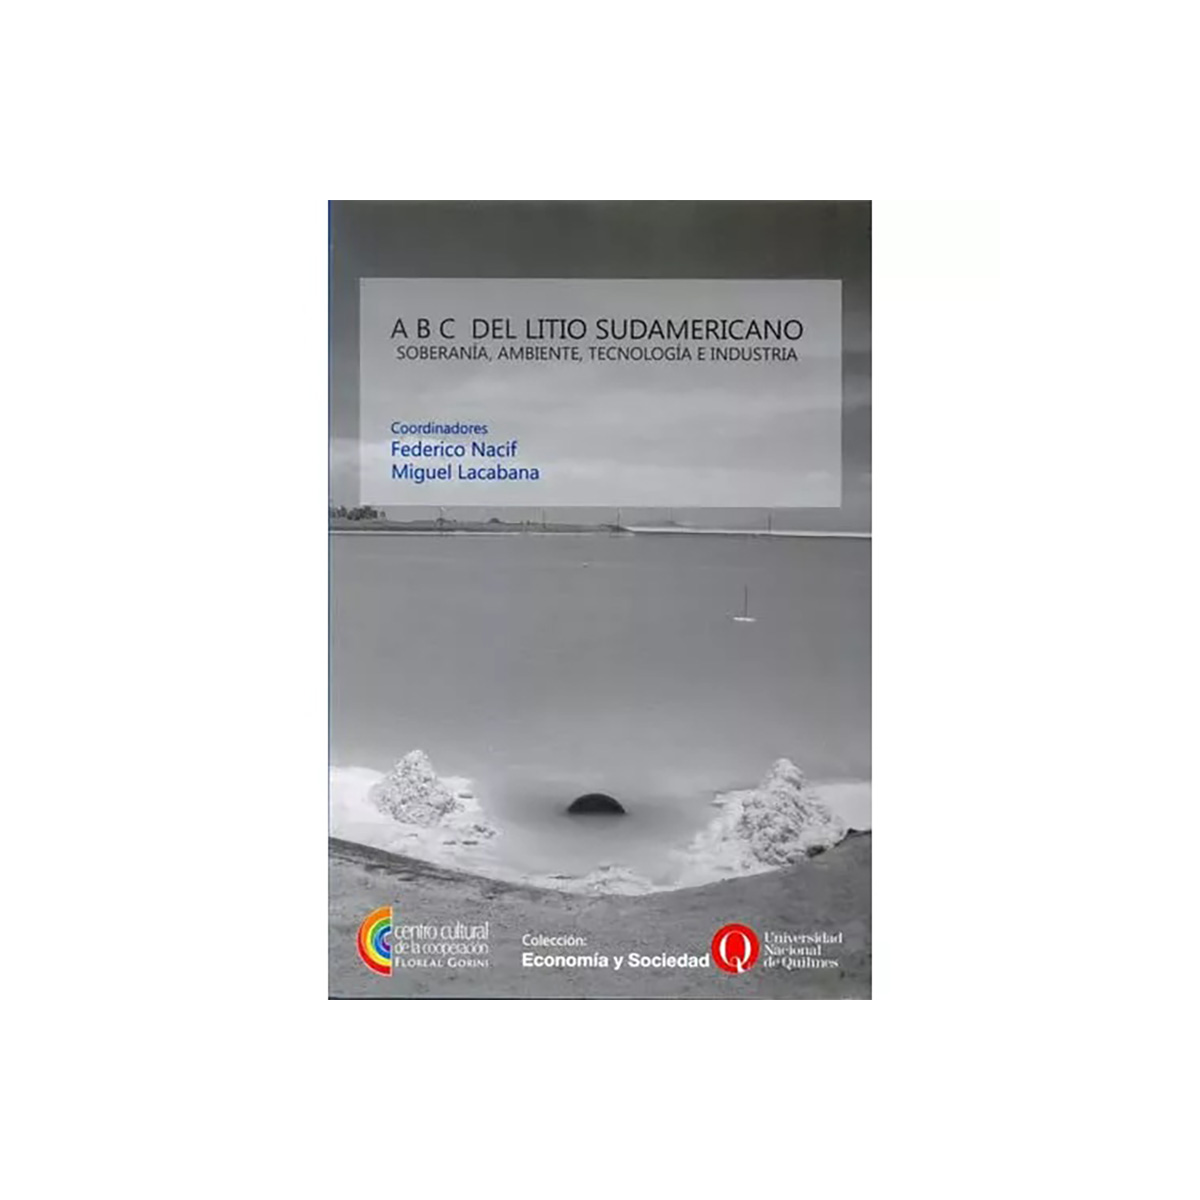 A B C DEL LITIO SUDAMERICANO
SOBERANÍA, AMBIENTE, TECNOLOGÍA E INDUSTRIA
Coordinadores
Federico Nacif
Miguel Lacabana
centro cultural
de la cooperación
FLOREAL GORINI
Colección:
Economía y Sociedad
Q
Universidad
Nacional
de Quilmes